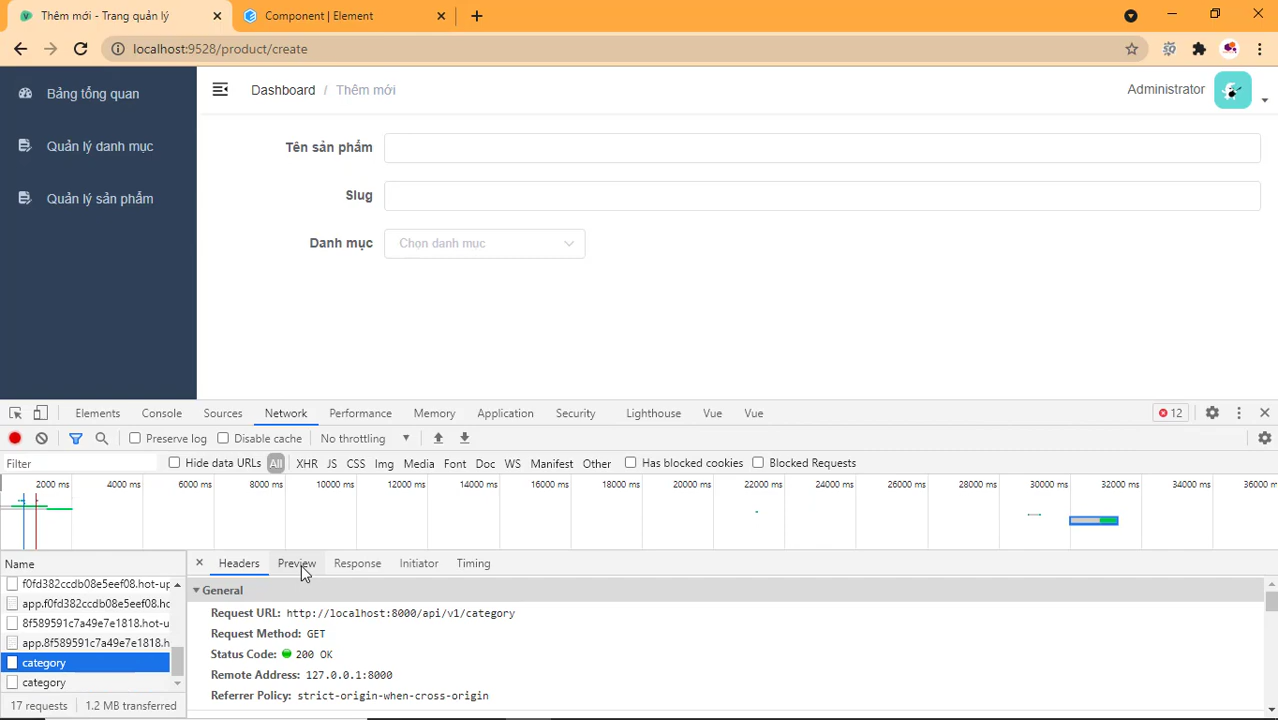 Thêm mới - Trang quản lý
Component | Element
localhost:9528/product/create
Bảng tổng quan
Quản lý danh mục
Quản lý sản phẩm
Dashboard / Thêm mới
Administrator
Tên sản phẩm
Slug
Danh mục
Chọn danh mục
Elements Console Sources Network Performance Memory Application Security Lighthouse Vue Vue 12
Preserve log Disable cache No throttling
Filter Hide data URLs All XHR JS CSS Img Media Font Doc WS Manifest Other Has blocked cookies Blocked Requests
2000 ms 4000 ms 6000 ms 8000 ms 10000 ms 12000 ms 14000 ms 16000 ms 18000 ms 20000 ms 22000 ms 24000 ms 26000 ms 28000 ms 30000 ms 32000 ms 34000 ms 36000 m
Name
f0fd382ccdb08e5eef08.hot-up
app.f0fd382ccdb08e5eef08.hc
8f589591c7a49e7e1818.hot-u
app.8f589591c7a49e7e1818.h
category
category
17 requests 1.2 MB transferred
Headers Preview Response Initiator Timing
General
Request URL: http://localhost:8000/api/v1/category
Request Method: GET
Status Code: 200 OK
Remote Address: 127.0.0.1:8000
Referrer Policy: strict-origin-when-cross-origin